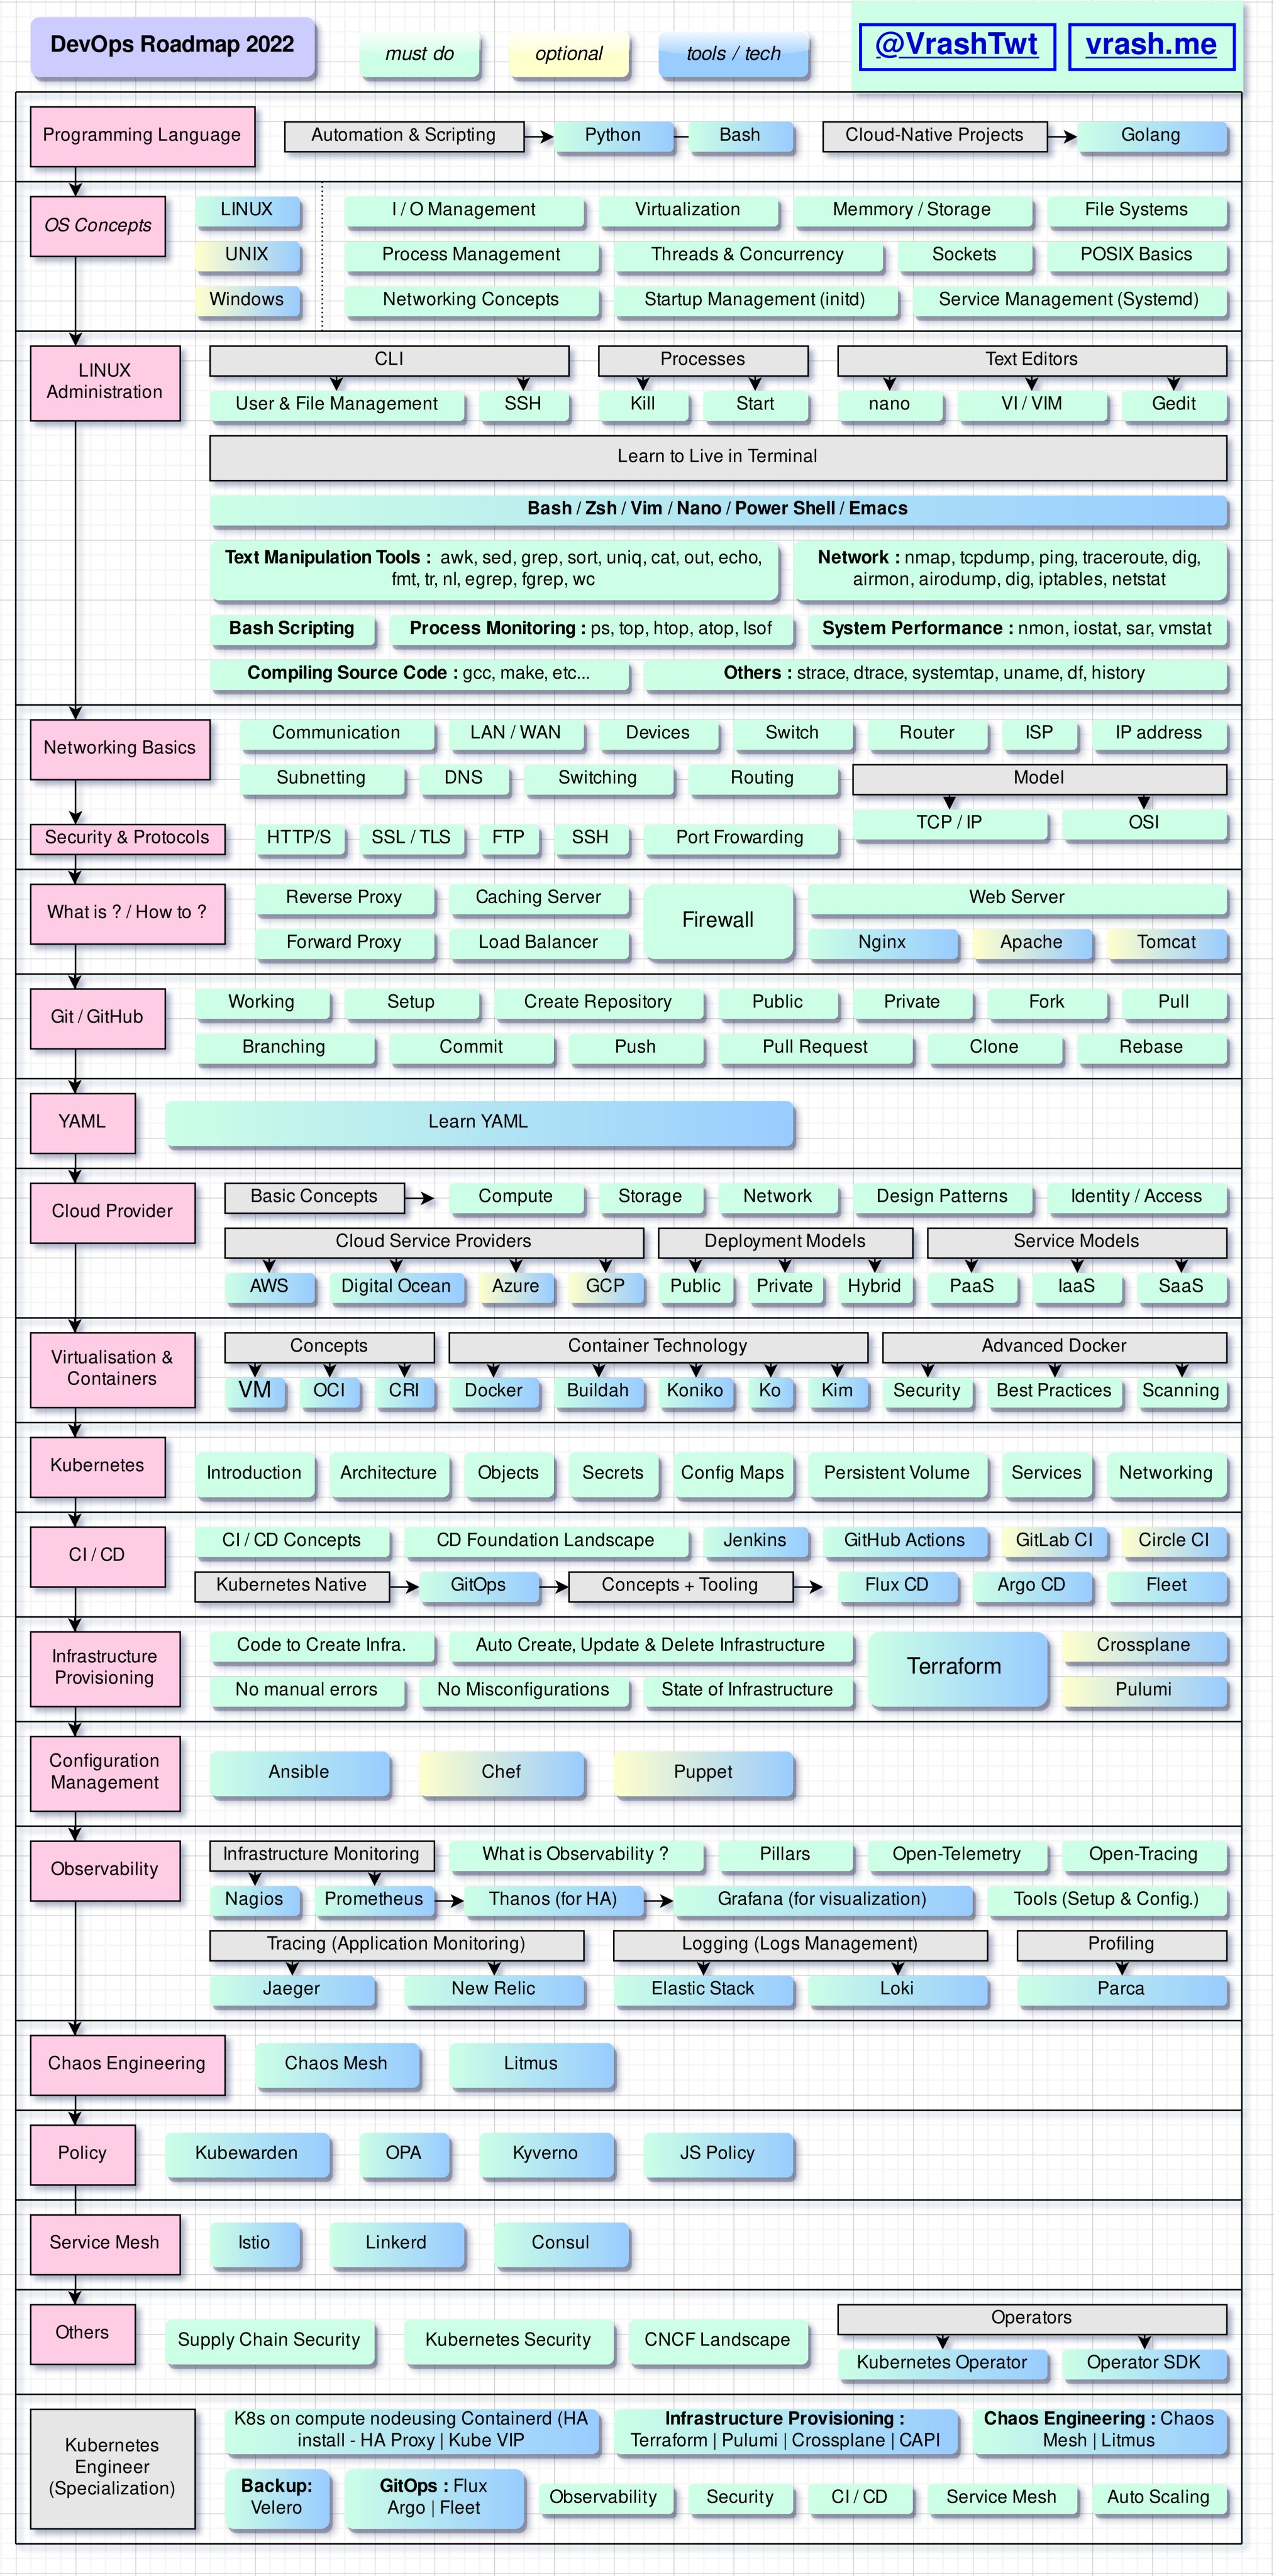 DevOps Roadmap 2022
must do
optional
tools / tech
@VrashTwt
vrash.me
Programming Language
Automation & Scripting
Python
Bash
Cloud-Native Projects
Golang
OS Concepts
LINUX
I / O Management
Virtualization
Memmory / Storage
File Systems
UNIX
Process Management
Threads & Concurrency
Sockets
POSIX Basics
Windows
Networking Concepts
Startup Management (initd)
Service Management (Systemd)
LINUX
Administration
CLI
Processes
Text Editors
User & File Management
SSH
Kill
Start
nano
VI / VIM
Gedit
Learn to Live in Terminal
Bash / Zsh / Vim / Nano / Power Shell / Emacs
Text Manipulation Tools : awk, sed, grep, sort, uniq, cat, out, echo,
fmt, tr, nl, egrep, fgrep, wc
Network : nmap, tcpdump, ping, traceroute, dig,
airmon, airodump, dig, iptables, netstat
Bash Scripting
Process Monitoring : ps, top, htop, atop, lsof
System Performance : nmon, iostat, sar, vmstat
Compiling Source Code : gcc, make, etc...
Others : strace, dtrace, systemtap, uname, df, history
Networking Basics
Communication
LAN / WAN
Devices
Switch
Router
ISP
IP address
Subnetting
DNS
Switching
Routing
Model
TCP / IP
OSI
Security & Protocols
HTTP/S
SSL / TLS
FTP
SSH
Port Frowarding
What is ? / How to ?
Reverse Proxy
Caching Server
Firewall
Web Server
Forward Proxy
Load Balancer
Nginx
Apache
Tomcat
Git / GitHub
Working
Setup
Create Repository
Public
Private
Fork
Pull
Branching
Commit
Push
Pull Request
Clone
Rebase
YAML
Learn YAML
Cloud Provider
Basic Concepts
Compute
Storage
Network
Design Patterns
Identity / Access
Cloud Service Providers
Deployment Models
Service Models
AWS
Digital Ocean
Azure
GCP
Public
Private
Hybrid
PaaS
IaaS
SaaS
Virtualisation &
Containers
Concepts
Container Technology
Advanced Docker
VM
OCI
CRI
Docker
Buildah
Koniko
Ko
Kim
Security
Best Practices
Scanning
Kubernetes
Introduction
Architecture
Objects
Secrets
Config Maps
Persistent Volume
Services
Networking
CI / CD
CI / CD Concepts
CD Foundation Landscape
Jenkins
GitHub Actions
GitLab CI
Circle CI
Kubernetes Native
GitOps
Concepts + Tooling
Flux CD
Argo CD
Fleet
Infrastructure
Provisioning
Code to Create Infra.
Auto Create, Update & Delete Infrastructure
Terraform
Crossplane
No manual errors
No Misconfigurations
State of Infrastructure
Pulumi
Configuration
Management
Ansible
Chef
Puppet
Observability
Infrastructure Monitoring
What is Observability ?
Pillars
Open-Telemetry
Open-Tracing
Nagios
Prometheus
Thanos (for HA)
Grafana (for visualization)
Tools (Setup & Config.)
Tracing (Application Monitoring)
Logging (Logs Management)
Profiling
Jaeger
New Relic
Elastic Stack
Loki
Parca
Chaos Engineering
Chaos Mesh
Litmus
Policy
Kubewarden
OPA
Kyverno
JS Policy
Service Mesh
Istio
Linkerd
Consul
Others
Supply Chain Security
Kubernetes Security
CNCF Landscape
Operators
Kubernetes Operator
Operator SDK
Kubernetes
Engineer
(Specialization)
K8s on compute nodeusing Containerd (HA
install - HA Proxy | Kube VIP
Infrastructure Provisioning :
Terraform | Pulumi | Crossplane | CAPI
Chaos Engineering : Chaos
Mesh | Litmus
Backup:
Velero
GitOps : Flux
Argo | Fleet
Observability
Security
CI / CD
Service Mesh
Auto Scaling